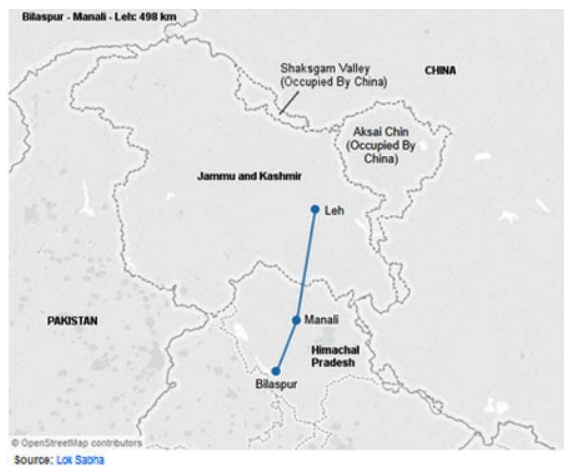 Bilaspur - Manali - Leh: 498 km
Shaksgam Valley
(Occupied By
China)
CHINA
Aksai Chin
(Occupied By
China)
Jammu and Kashmir
Leh
PAKISTAN
Manali
Himachal
Pradesh
Bilaspur
© OpenStreetMap contributors
Source: Lok Sabha